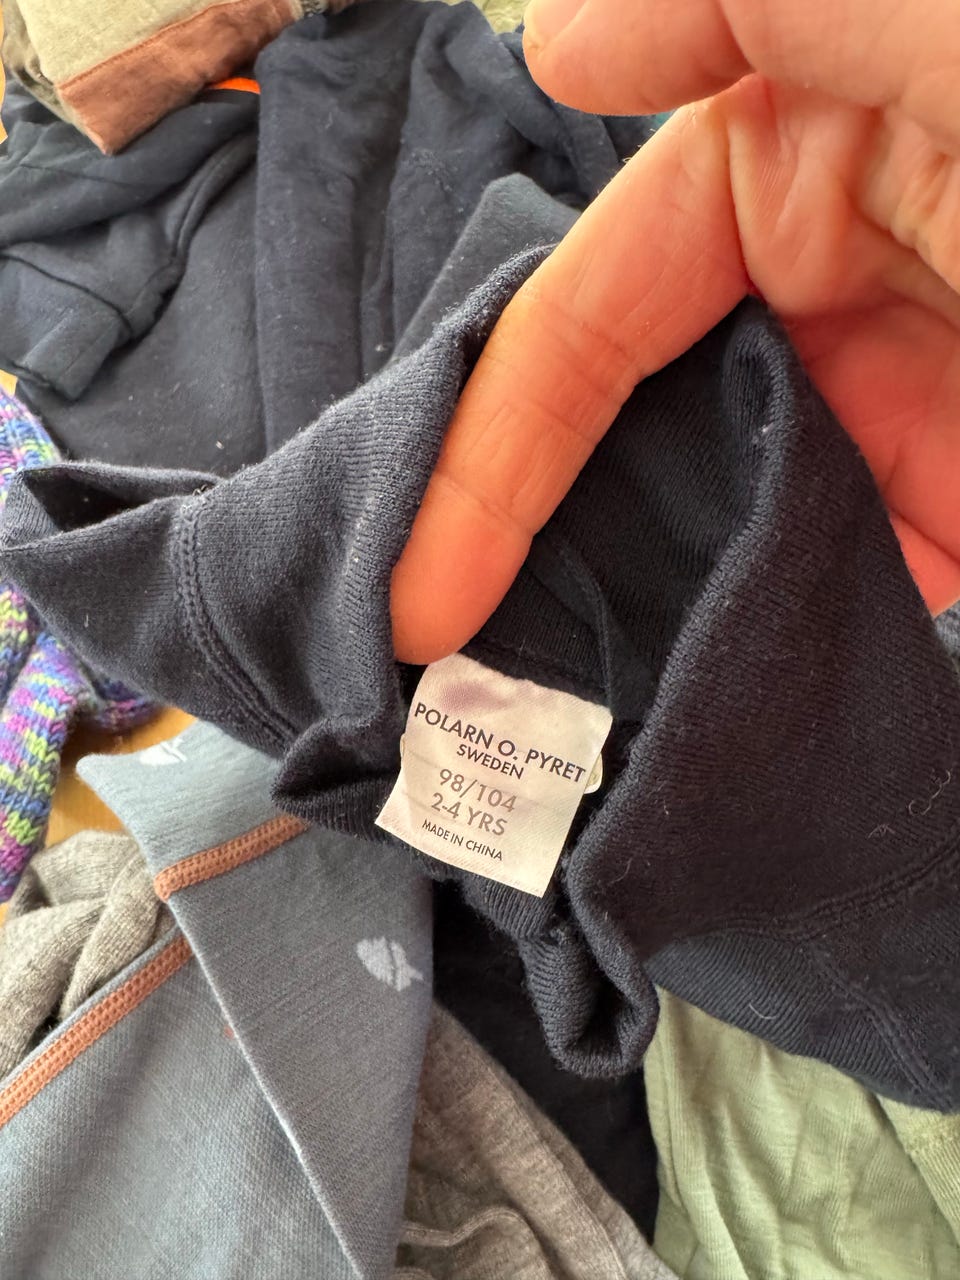 POLARN O. PYRET
SWEDEN
98/104
2-4 YRS
MADE IN CHINA